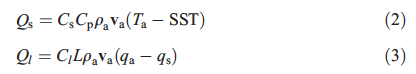 Qs = CsCpρava(Ta − SST) (2)
Ql = ClLρava(qa − qs) (3)